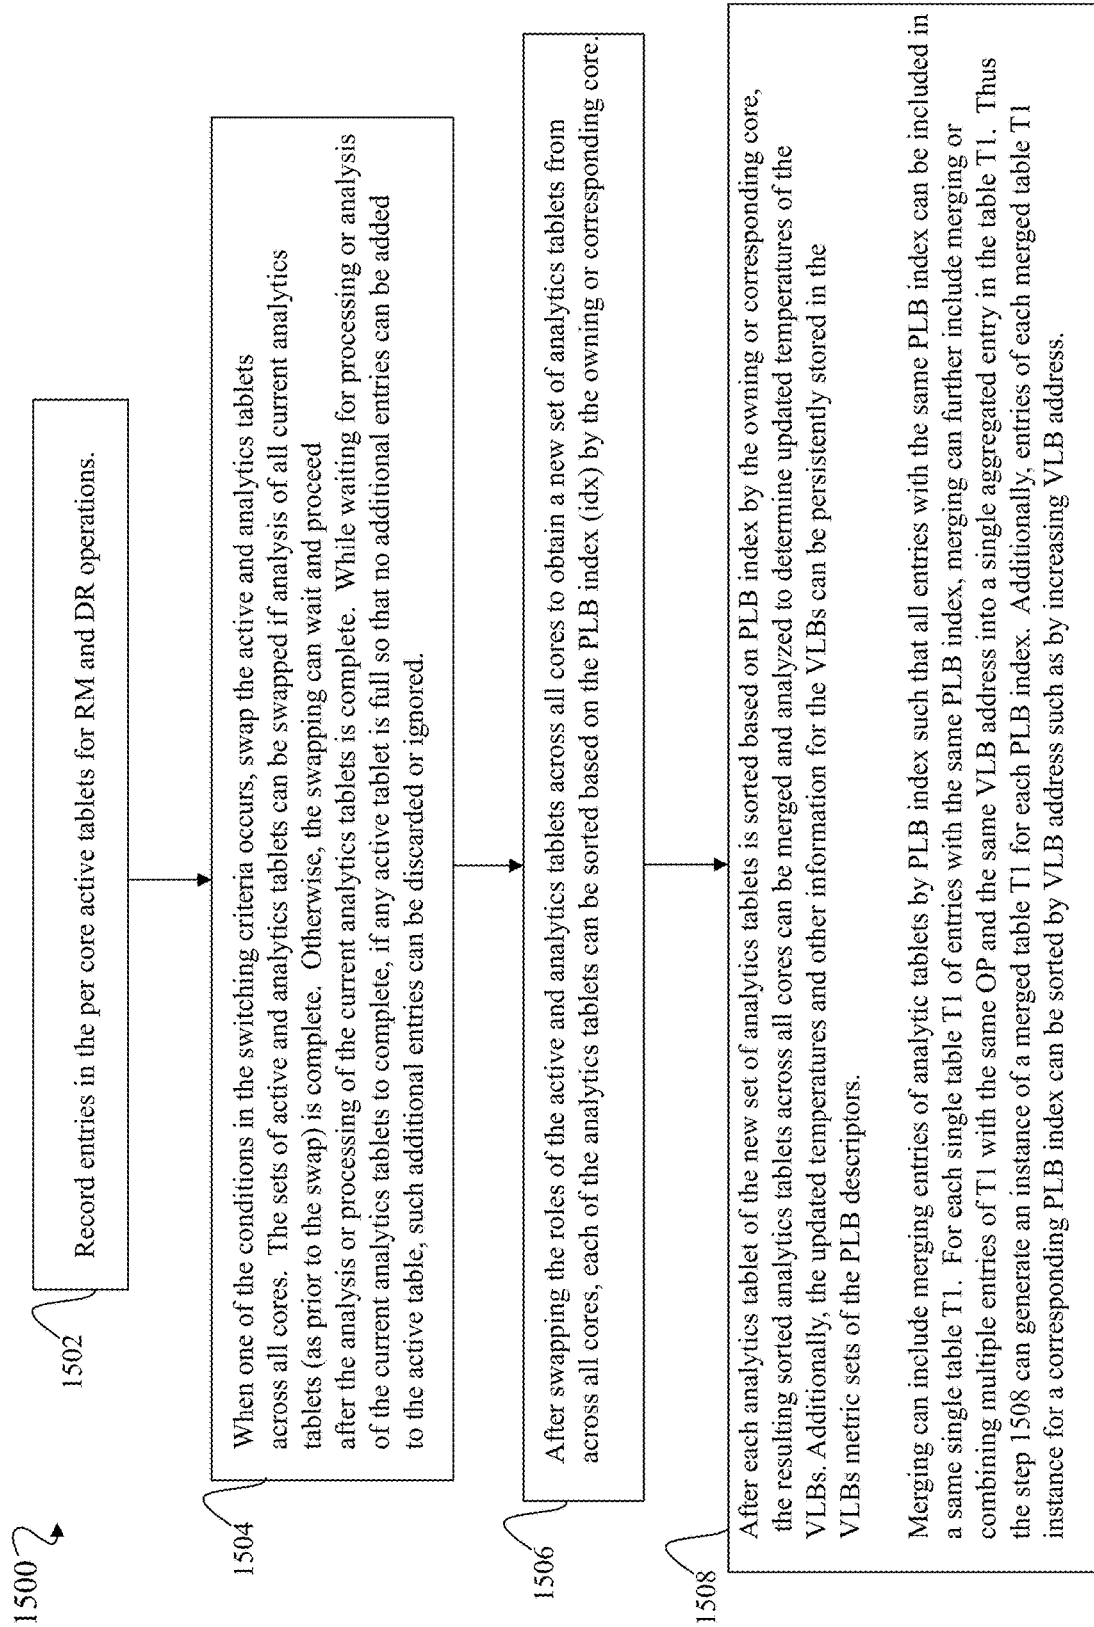 1500
1502
Record entries in the per core active tablets for RM and DR operations.
1504
When one of the conditions in the switching criteria occurs, swap the active and analytics tablets
across all cores.  The sets of active and analytics tablets can be swapped if analysis of all current analytics
tablets (as prior to the swap) is complete.  Otherwise, the swapping can wait and proceed
after the analysis or processing of the current analytics tablets is complete.  While waiting for processing or analysis
of the current analytics tablets to complete, if any active tablet is full so that no additional entries can be added
to the active table, such additional entries can be discarded or ignored.
1506
After swapping the roles of the active and analytics tablets across all cores to obtain a new set of analytics tablets from
across all cores, each of the analytics tablets can be sorted based on the PLB index (idx) by the owning or corresponding core.
1508
After each analytics tablet of the new set of analytics tablets is sorted based on PLB index by the owning or corresponding core,
the resulting sorted analytics tablets across all cores can be merged and analyzed to determine updated temperatures of the
VLBs. Additionally, the updated temperatures and other information for the VLBs can be persistently stored in the
VLBs metric sets of the PLB descriptors.
Merging can include merging entries of analytic tablets by PLB index such that all entries with the same PLB index can be included in
a same single table T1.  For each single table T1 of entries with the same PLB index, merging can further include merging or
combining multiple entries of T1 with the same OP and the same VLB address into a single aggregated entry in the table T1.  Thus
the step 1508 can generate an instance of a merged table T1 for each PLB index.  Additionally, entries of each merged table T1
instance for a corresponding PLB index can be sorted by VLB address such as by increasing VLB address.